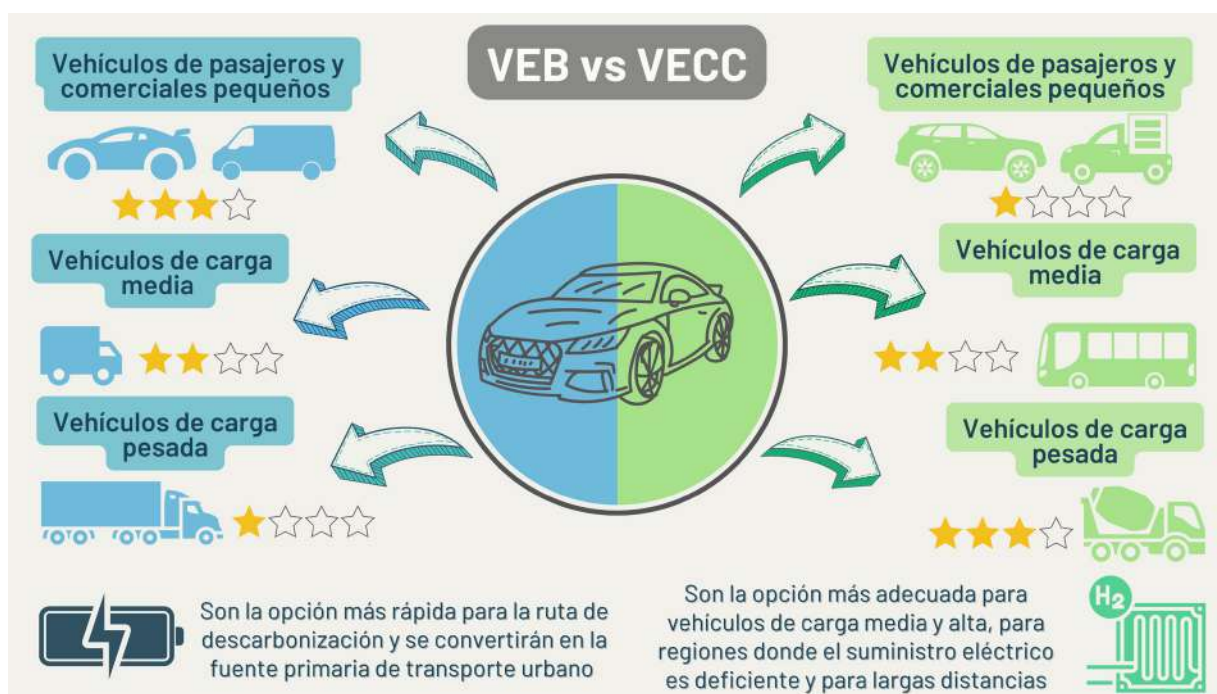 VEB vs VECC
Vehículos de pasajeros y
comerciales pequeños
Vehículos de carga
media
Vehículos de carga
pesada
Son la opción más rápida para la ruta de
descarbonización y se convertirán en la
fuente primaria de transporte urbano
Vehículos de pasajeros y
comerciales pequeños
Vehículos de carga
media
Vehículos de carga
pesada
Son la opción más adecuada para
vehículos de carga media y alta, para
regiones donde el suministro eléctrico
es deficiente y para largas distancias
H2